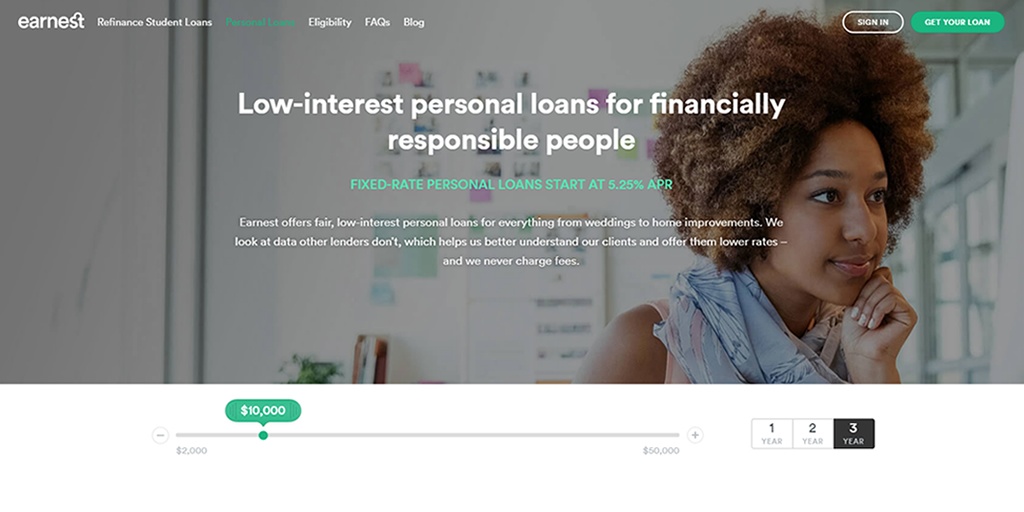 earnest Refinance Student Loans Personal Loans Eligibility FAQs Blog SIGN IN GET YOUR LOAN
Low-interest personal loans for financially
responsible people
FIXED-RATE PERSONAL LOANS START AT 5.25% APR
Earnest offers fair, low-interest personal loans for everything from weddings to home improvements. We
look at data other lenders don't, which helps us better understand our clients and offer them lower rates –
and we never charge fees.
$10,000
$2,000 $50,000
1 2 3
YEAR YEAR YEAR